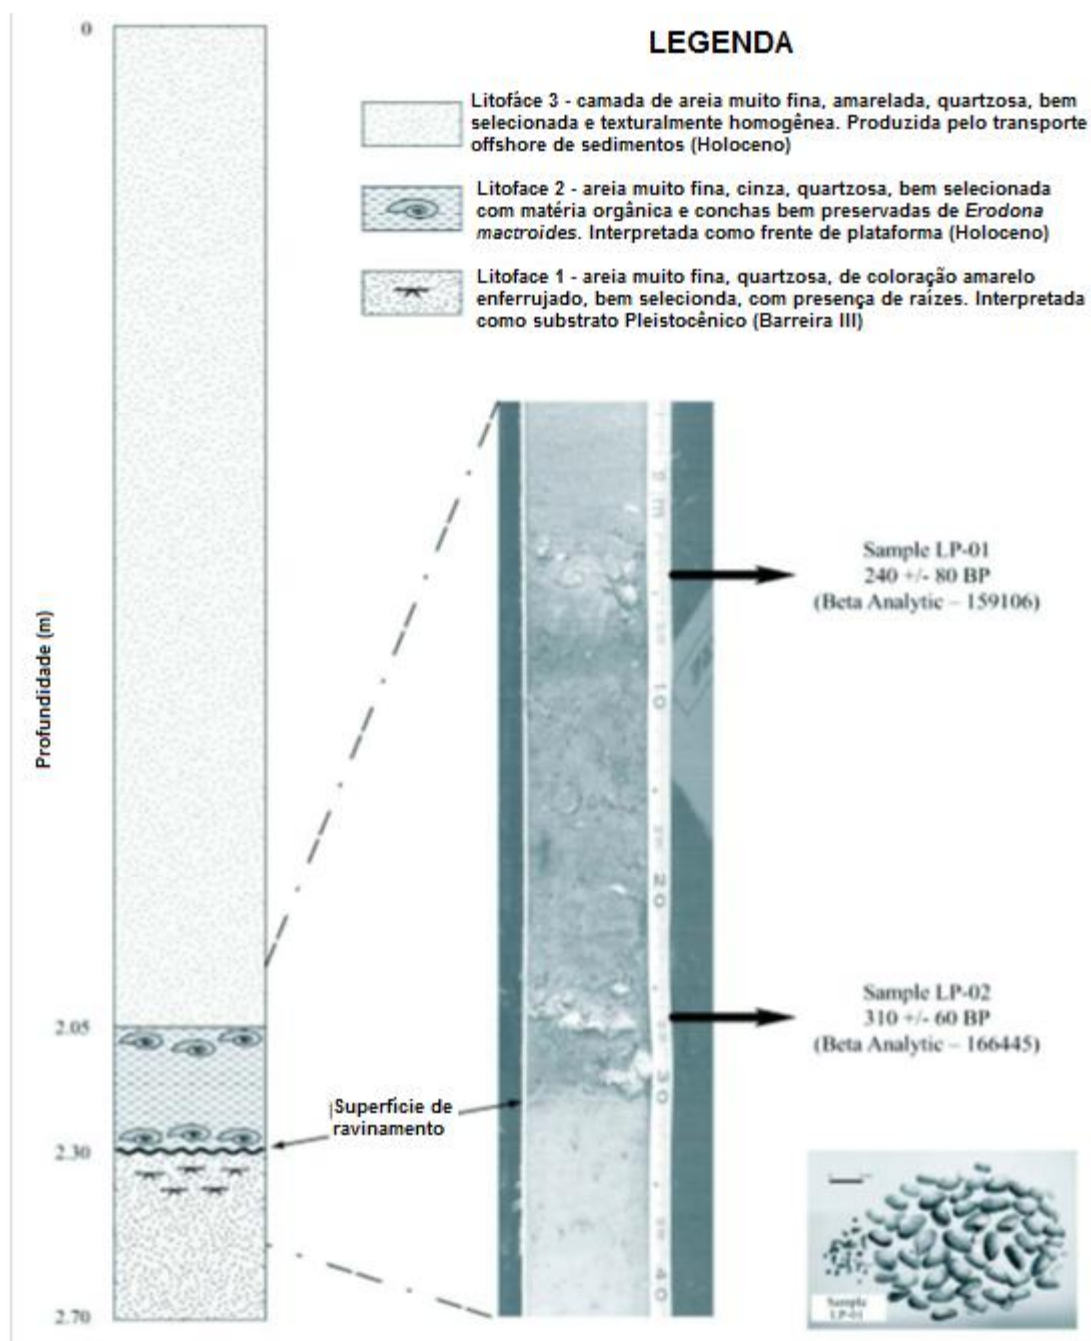 0
LEGENDA
Litofáce 3 - camada de areia muito fina, amarelada, quartzosa, bem
selecionada e texturalmente homogênea. Produzida pelo transporte
offshore de sedimentos (Holoceno)
Litoface 2 - areia muito fina, cinza, quartzosa, bem selecionada
com matéria orgânica e conchas bem preservadas de Erodona
mactroides. Interpretada como frente de plataforma (Holoceno)
Litoface 1 - areia muito fina, quartzosa, de coloração amarelo
enferrujado, bem selecionda, com presença de raízes. Interpretada
como substrato Pleistocênico (Barreira III)
2 m
Sample LP-01
240 +/- 80 BP
(Beta Analytic – 159106)
Profundidade (m)
10
20
Sample LP-02
310 +/- 60 BP
(Beta Analytic – 166445)
2.05
30
Superfície de
ravinamento
2.30
40
2.70
Sample
LP-01